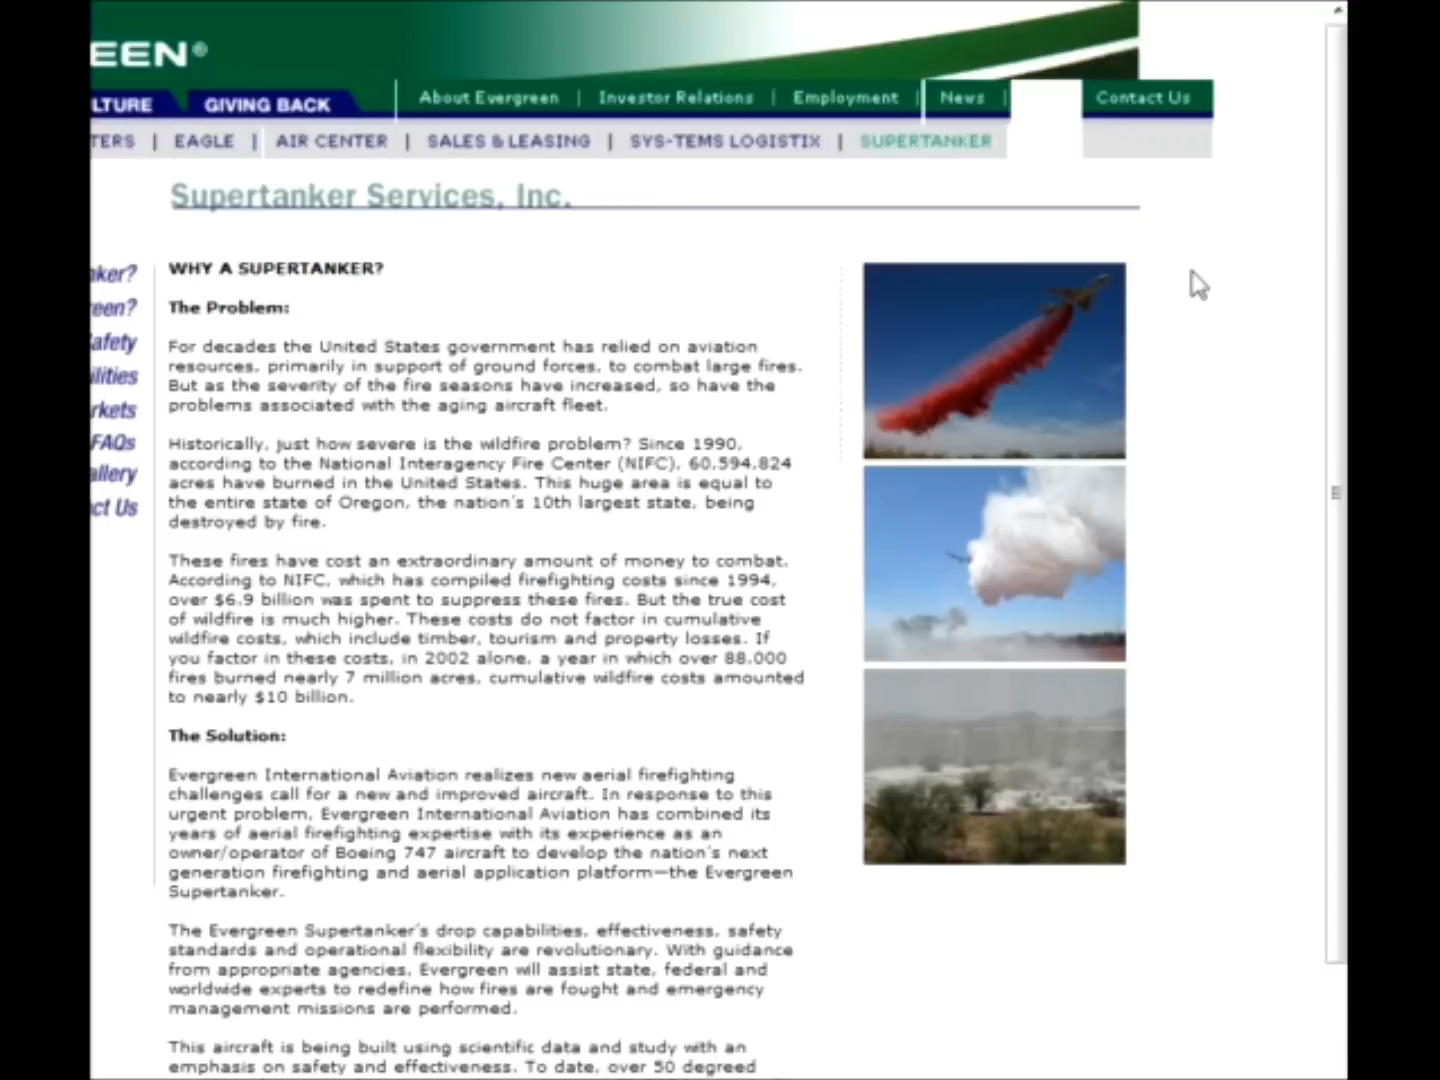 EEN®
LTURE GIVING BACK About Evergreen | Investor Relations | Employment | News | Contact Us
TERS | EAGLE | AIR CENTER | SALES & LEASING | SYS-TEMS LOGISTIX | SUPERTANKER
Supertanker Services, Inc.
nker?
een?
afety
ilities
rkets
FAQs
allery
ct Us
WHY A SUPERTANKER?
The Problem:
For decades the United States government has relied on aviation
resources, primarily in support of ground forces, to combat large fires.
But as the severity of the fire seasons have increased, so have the
problems associated with the aging aircraft fleet.
Historically, just how severe is the wildfire problem? Since 1990,
according to the National Interagency Fire Center (NIFC), 60,594,824
acres have burned in the United States. This huge area is equal to
the entire state of Oregon, the nation's 10th largest state, being
destroyed by fire.
These fires have cost an extraordinary amount of money to combat.
According to NIFC, which has compiled firefighting costs since 1994,
over $6.9 billion was spent to suppress these fires. But the true cost
of wildfire is much higher. These costs do not factor in cumulative
wildfire costs, which include timber, tourism and property losses. If
you factor in these costs, in 2002 alone, a year in which over 88,000
fires burned nearly 7 million acres, cumulative wildfire costs amounted
to nearly $10 billion.
The Solution:
Evergreen International Aviation realizes new aerial firefighting
challenges call for a new and improved aircraft. In response to this
urgent problem, Evergreen International Aviation has combined its
years of aerial firefighting expertise with its experience as an
owner/operator of Boeing 747 aircraft to develop the nation's next
generation firefighting and aerial application platform—the Evergreen
Supertanker.
The Evergreen Supertanker's drop capabilities, effectiveness, safety
standards and operational flexibility are revolutionary. With guidance
from appropriate agencies, Evergreen will assist state, federal and
worldwide experts to redefine how fires are fought and emergency
management missions are performed.
This aircraft is being built using scientific data and study with an
emphasis on safety and effectiveness. To date, over 50 degreed